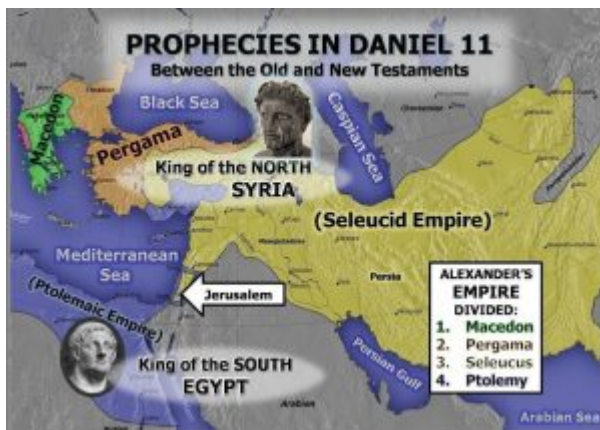 PROPHECIES IN DANIEL 11
Between the Old and New Testaments
Black Sea
Caspian Sea
Macedon
Pergama
King of the NORTH
SYRIA
(Seleucid Empire)
Mediterranean
Sea
Persia
Jerusalem
(Ptolemaic Empire)
King of the SOUTH
EGYPT
Persian Gulf
Arabian
Arabian Sea
ALEXANDER'S
EMPIRE
DIVIDED:
1. Macedon
2. Pergama
3. Seleucus
4. Ptolemy